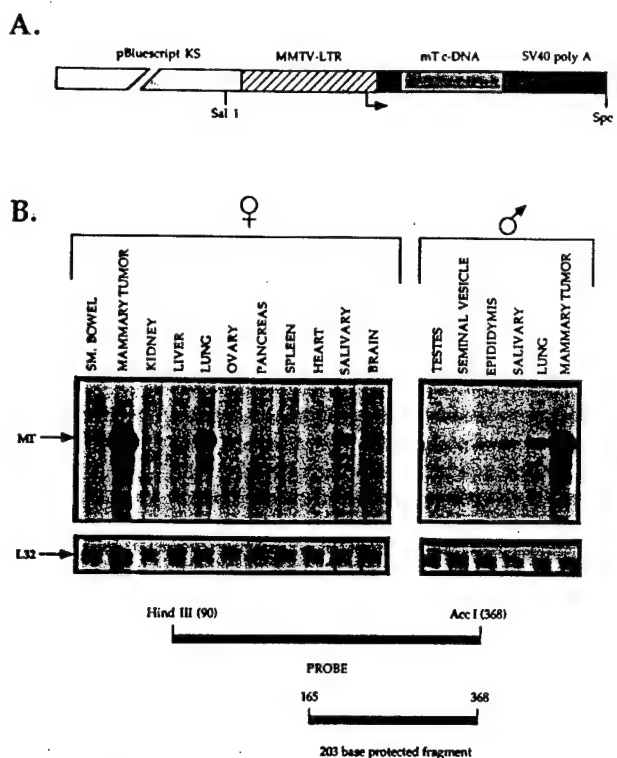 A.
pBluescript KS
MMTV-LTR
mT c-DNA
SV40 poly A
Sal 1
Spe
B.
♀
♂
SM. BOWEL
MAMMARY TUMOR
KIDNEY
LIVER
LUNG
OVARY
PANCREAS
SPLEEN
HEART
SALIVARY
BRAIN
TESTES
SEMINAL VESICLE
EPIDIDYMIS
SALIVARY
LUNG
MAMMARY TUMOR
MT
L32
Hind III (90)
Acc I (368)
PROBE
165
368
203 base protected fragment